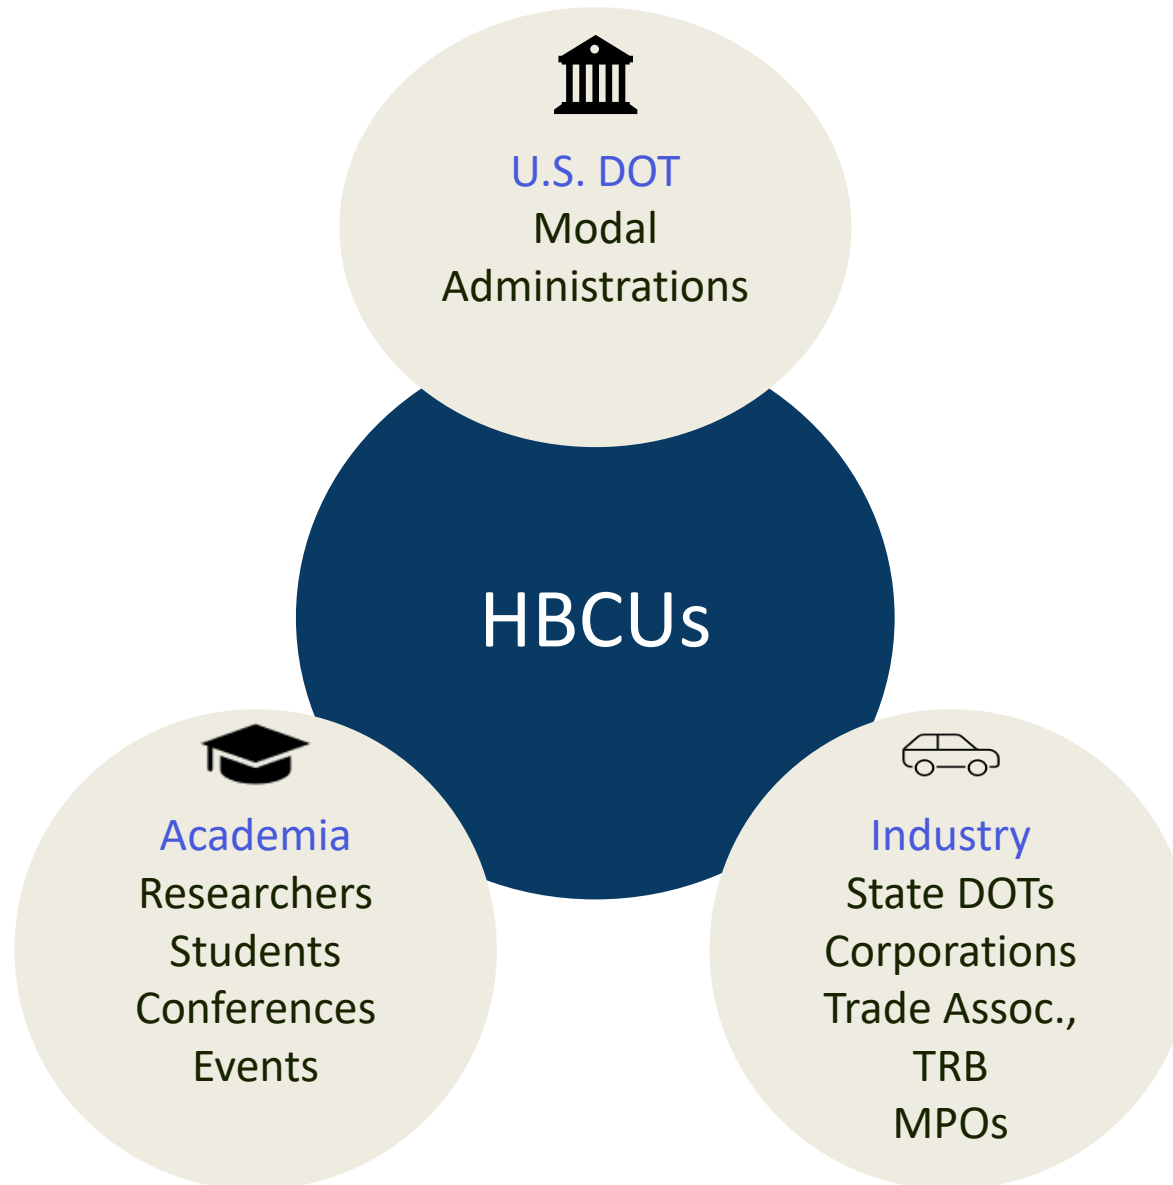 U.S. DOT
Modal
Administrations
HBCUs
Academia
Researchers
Students
Conferences
Events
Industry
State DOTs
Corporations
Trade Assoc.,
TRB
MPOs